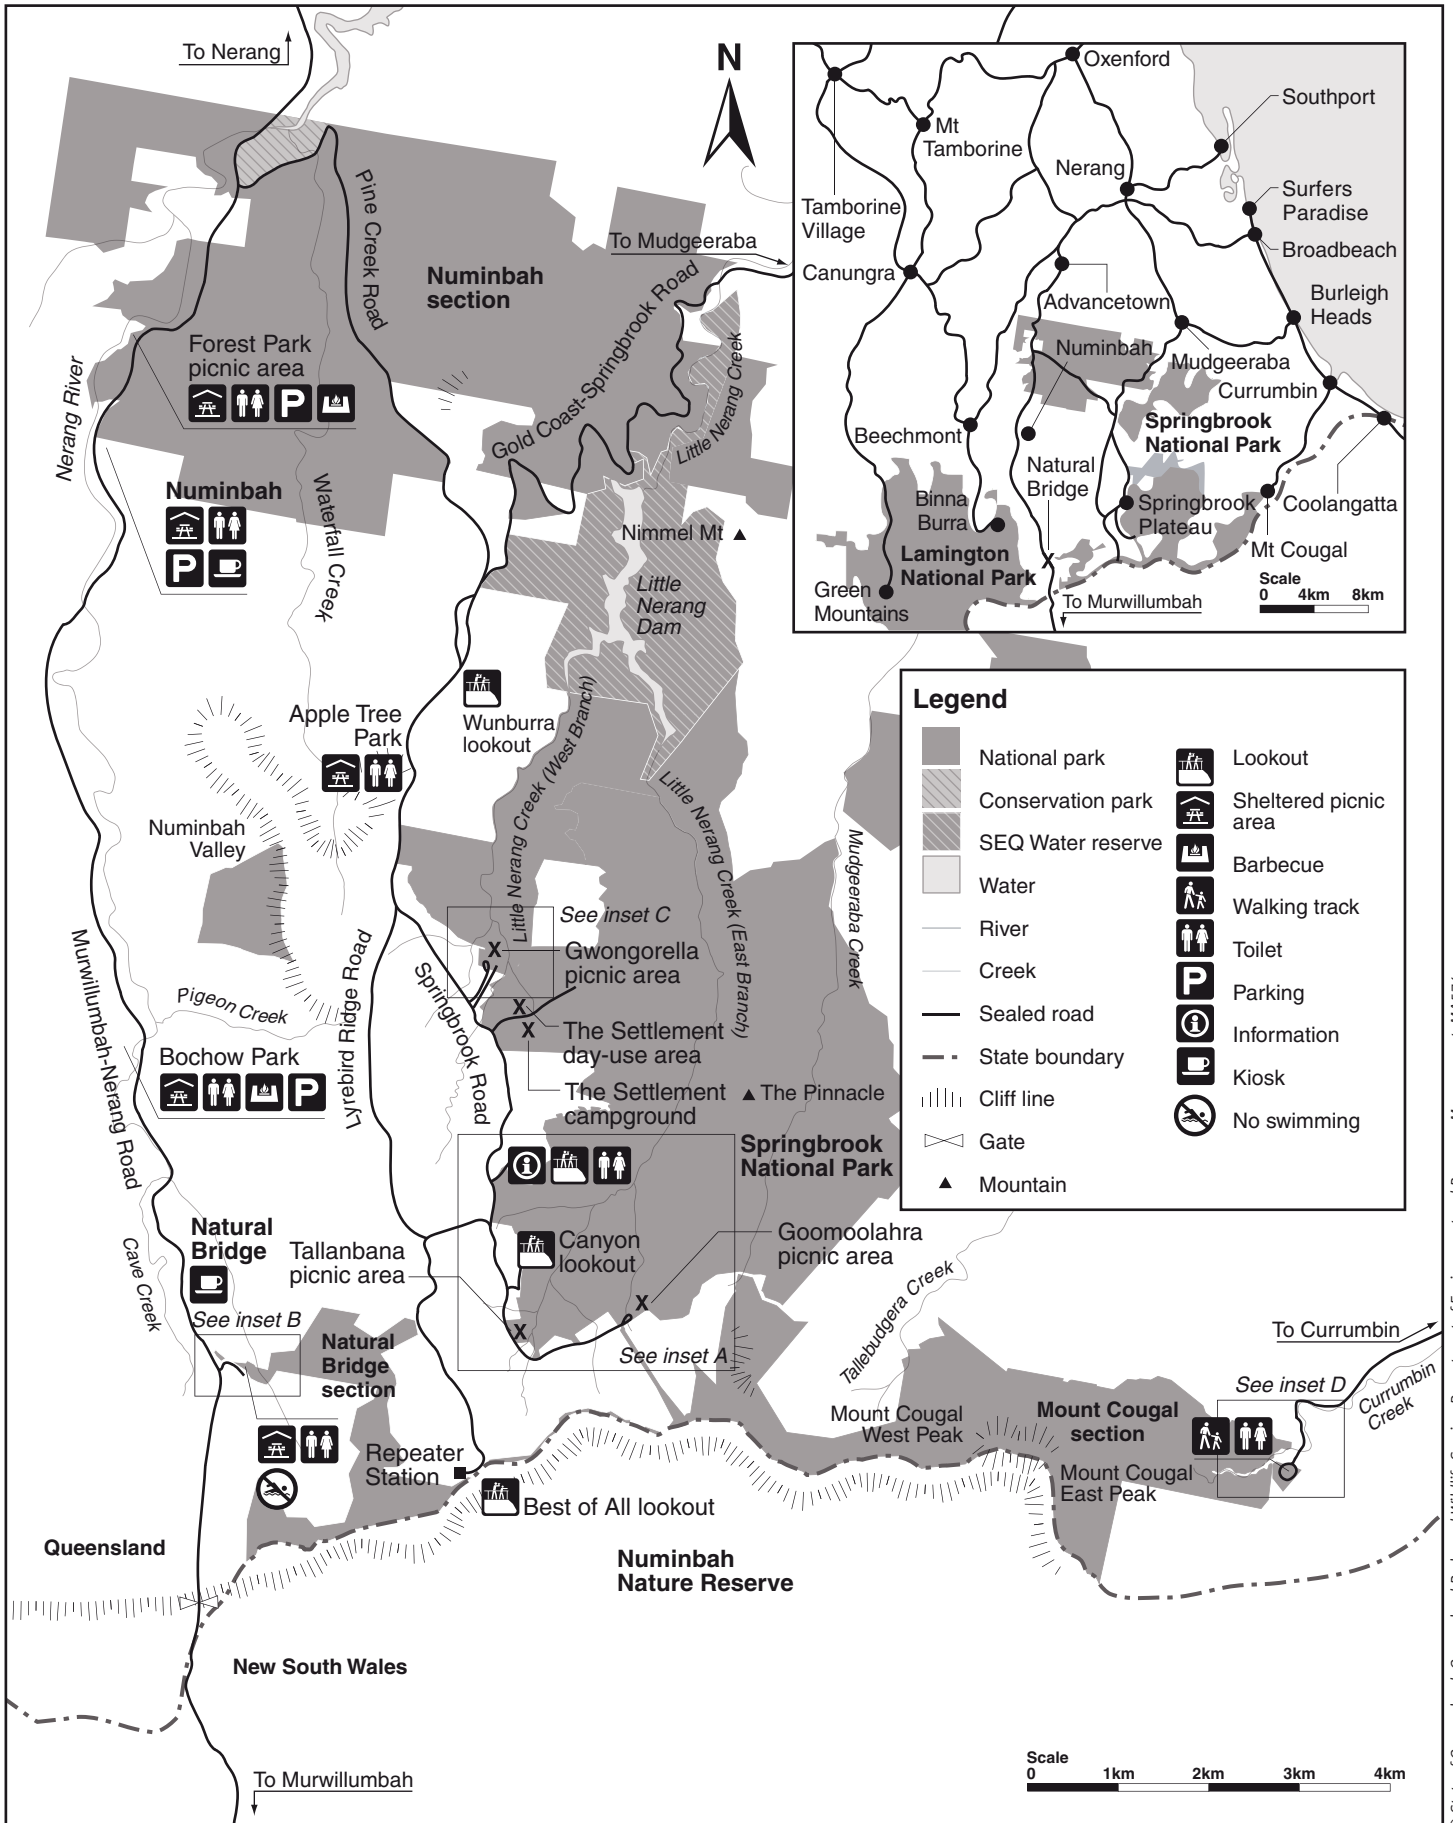 To Nerang
N
Pine Creek Road
Numinbah
section
To Mudgeeraba
Gold Coast-Springbrook Road
Little Nerang Creek
Forest Park
picnic area
P
Nerang River
Numinbah
P
Waterfall Creek
Nimmel Mt
Little
Nerang
Dam
Wunburra
lookout
Apple Tree
Park
Little Nerang Creek (West Branch)
Little Nerang Creek (East Branch)
Mudgeeraba Creek
Numinbah
Valley
See inset C
Gwongorella
picnic area
Murwillumbah-Nerang Road
Lyrebird Ridge Road
Springbrook Road
Pigeon Creek
The Settlement
day-use area
Bochow Park
P
The Settlement
campground
The Pinnacle
Springbrook
National Park
Natural
Bridge
Cave Creek
Tallanbana
picnic area
Canyon
lookout
Goomoolahra
picnic area
See inset B
See inset A
Natural
Bridge
section
Tallebudgera Creek
To Currumbin
See inset D
Currumbin
Creek
Mount Cougal
West Peak
Mount Cougal
section
Mount Cougal
East Peak
Repeater
Station
Best of All lookout
Queensland
Numinbah
Nature Reserve
New South Wales
To Murwillumbah
Scale
0 1km 2km 3km 4km
Oxenford
Southport
Mt
Tamborine
Nerang
Surfers
Paradise
Tamborine
Village
Broadbeach
Canungra
Advancetown
Burleigh
Heads
Numinbah
Mudgeeraba
Currumbin
Beechmont
Springbrook
National Park
Natural
Bridge
Binna
Burra
Springbrook
Plateau
Coolangatta
Lamington
National Park
Mt Cougal
Green
Mountains
To Murwillumbah
Scale
0 4km 8km
Legend
National park
Conservation park
SEQ Water reserve
Water
River
Creek
Sealed road
State boundary
Cliff line
Gate
Mountain
Lookout
Sheltered picnic
area
Barbecue
Walking track
Toilet
P Parking
Information
Kiosk
No swimming
X
X
X
X
X
X